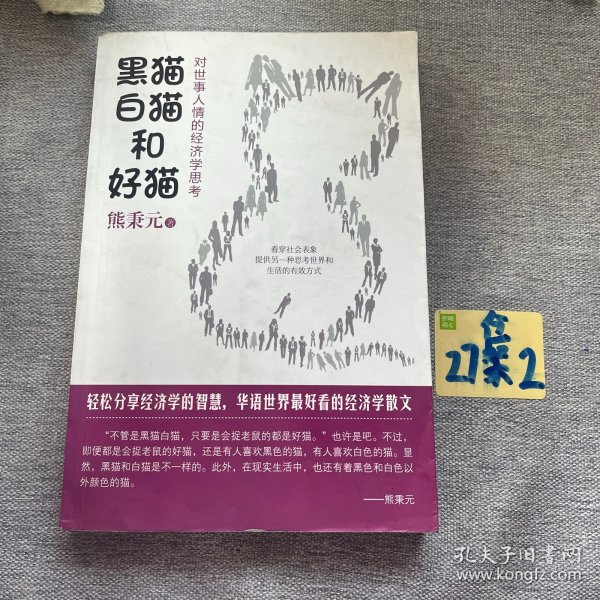 黑猫
白猫
和
好猫
对世事人情的经济学思考
熊秉元 著
看穿社会表象
提供另一种思考世界和
生活的有效方式
轻松分享经济学的智慧，华语世界最好看的经济学散文
“不管是黑猫白猫，只要是会捉老鼠的都是好猫。”也许是吧。不过，
即便都是会捉老鼠的好猫，还是有人喜欢黑色的猫，有人喜欢白色的猫。显
然，黑猫和白猫是不一样的。此外，在现实生活中，也还有着黑色和白色以
外颜色的猫。
——熊秉元
孔夫子旧书网
www.kongfz.com